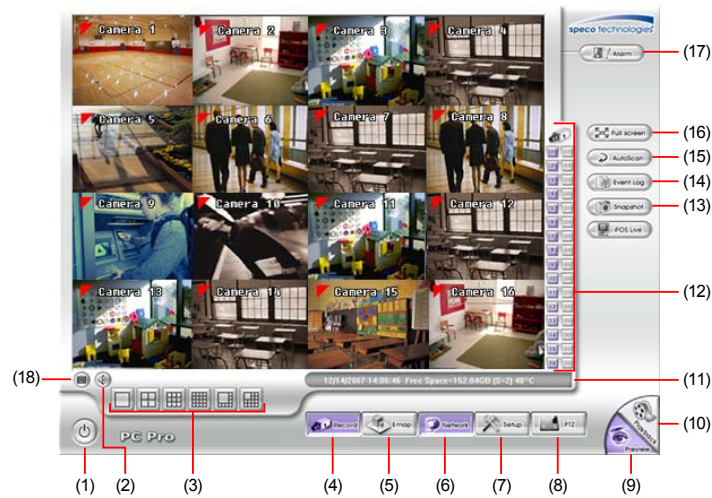 speco technologies
Camera 1
Camera 2
Camera 3
Camera 4
Alarm
(17)
Camera 5
Camera 6
Camera 7
Camera 8
Full screen
(16)
AutoScan
(15)
Event Log
(14)
Snapshot
(13)
POS Live
Camera 9
Camera 10
Camera 11
Camera 12
(12)
Camera 13
Camera 14
Camera 15
Camera 16
(18)
12/14/2007 14:06:46 Free Space=152.04GB (S=2) 40°C
(11)
PC Pro
Record
Emap
Network
Setup
PTZ
Playback
(10)
Preview
(1)
(2)
(3)
(4)
(5)
(6)
(7)
(8)
(9)